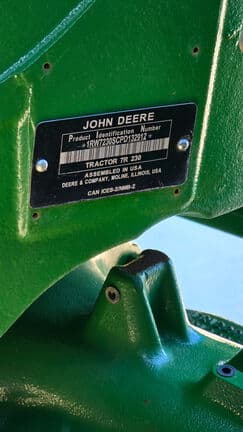 JOHN DEERE
Product Identification Number
*1RW7230SCPD132912*
TRACTOR 7R 230
ASSEMBLED IN USA
DEERE & COMPANY, MOLINE, ILLINOIS, USA
CAN ICES-2/NMB-2